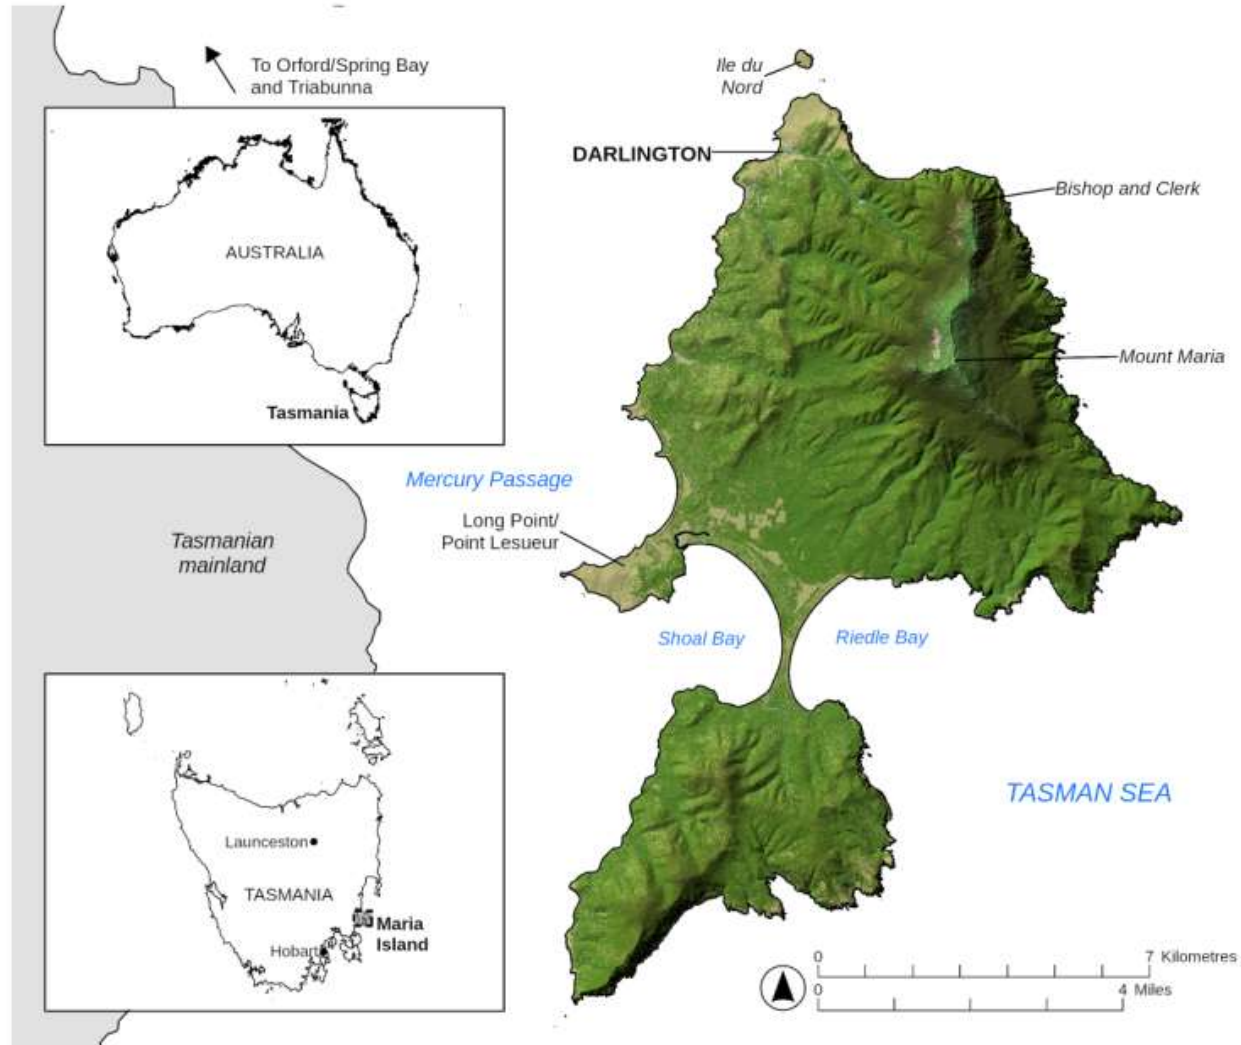 To Orford/Spring Bay
and Triabunna
AUSTRALIA
Tasmania
Ile du
Nord
DARLINGTON
Bishop and Clerk
Mount Maria
Mercury Passage
Long Point/
Point Lesueur
Tasmanian
mainland
Shoal Bay
Riedle Bay
TASMAN SEA
Launceston
TASMANIA
Maria
Island
Hobart
0 7 Kilometres
0 4 Miles